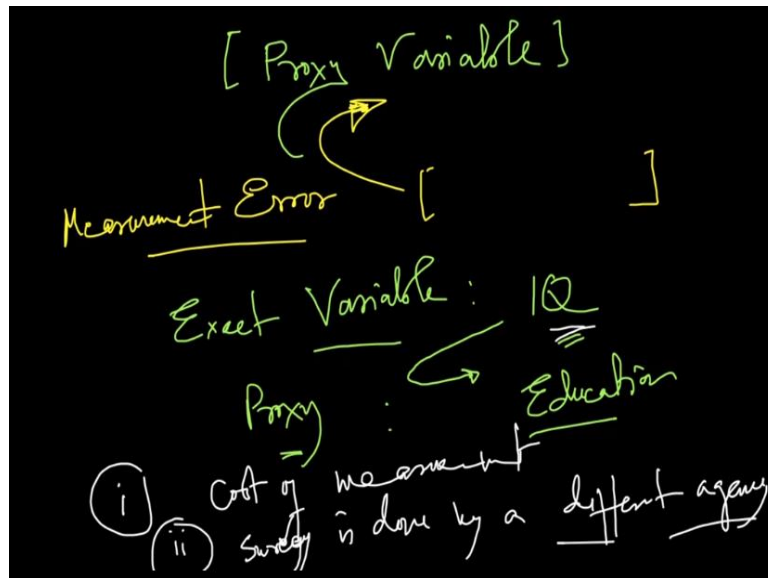 [ Proxy Variable ]
Measurement Error [ ]
Exact Variable : IQ
Proxy : Education
i Cost of measurement
ii Survey is done by a different agency